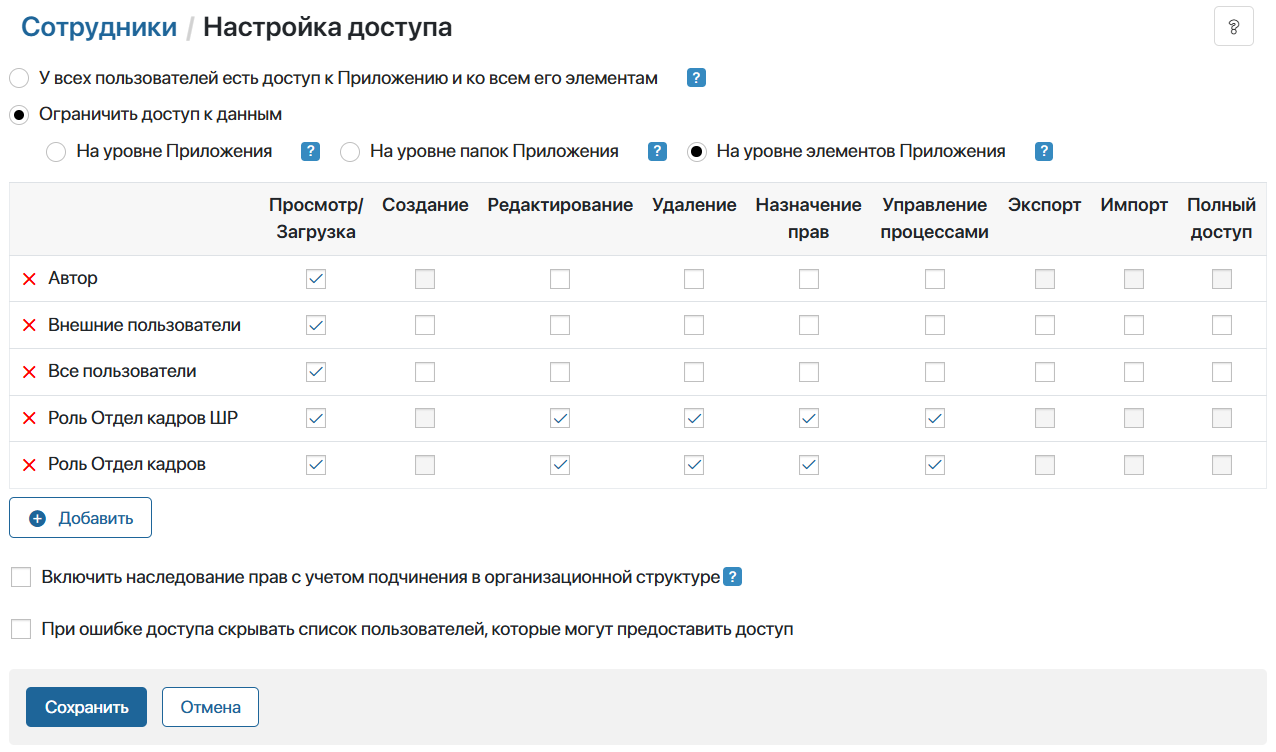 Сотрудники / Настройка доступа
?
У всех пользователей есть доступ к Приложению и ко всем его элементам ?
Ограничить доступ к данным
На уровне Приложения ? На уровне папок Приложения ? На уровне элементов Приложения ?
Просмотр/ Создание Редактирование Удаление Назначение Управление Экспорт Импорт Полный
Загрузка прав процессами доступ
Автор
Внешние пользователи
Все пользователи
Роль Отдел кадров ШР
Роль Отдел кадров
Добавить
Включить наследование прав с учетом подчинения в организационной структуре ?
При ошибке доступа скрывать список пользователей, которые могут предоставить доступ
Сохранить Отмена